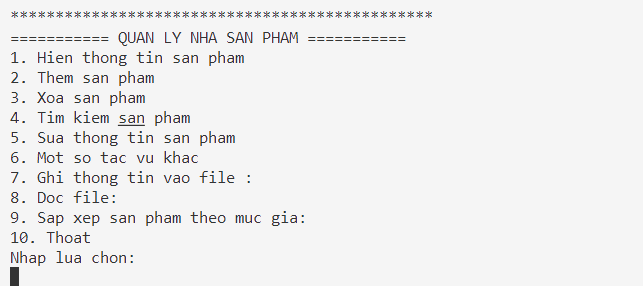 ***********************************************
=========== QUAN LY NHA SAN PHAM ===========
1. Hien thong tin san pham
2. Them san pham
3. Xoa san pham
4. Tim kiem san pham
5. Sua thong tin san pham
6. Mot so tac vu khac
7. Ghi thong tin vao file :
8. Doc file:
9. Sap xep san pham theo muc gia:
10. Thoat
Nhap lua chon: